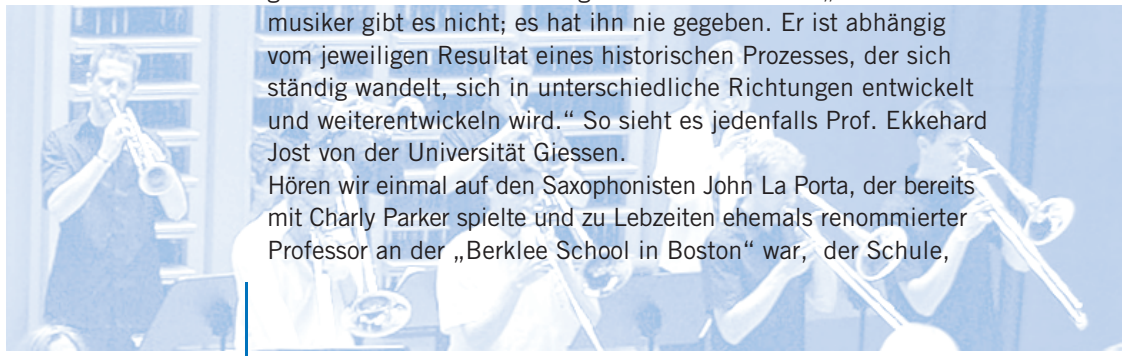 musiker gibt es nicht; es hat ihn nie gegeben. Er ist abhängig
vom jeweiligen Resultat eines historischen Prozesses, der sich
ständig wandelt, sich in unterschiedliche Richtungen entwickelt
und weiterentwickeln wird.“ So sieht es jedenfalls Prof. Ekkehard
Jost von der Universität Giessen.
Hören wir einmal auf den Saxophonisten John La Porta, der bereits
mit Charly Parker spielte und zu Lebzeiten ehemals renommierter
Professor an der „Berklee School in Boston“ war,  der Schule,